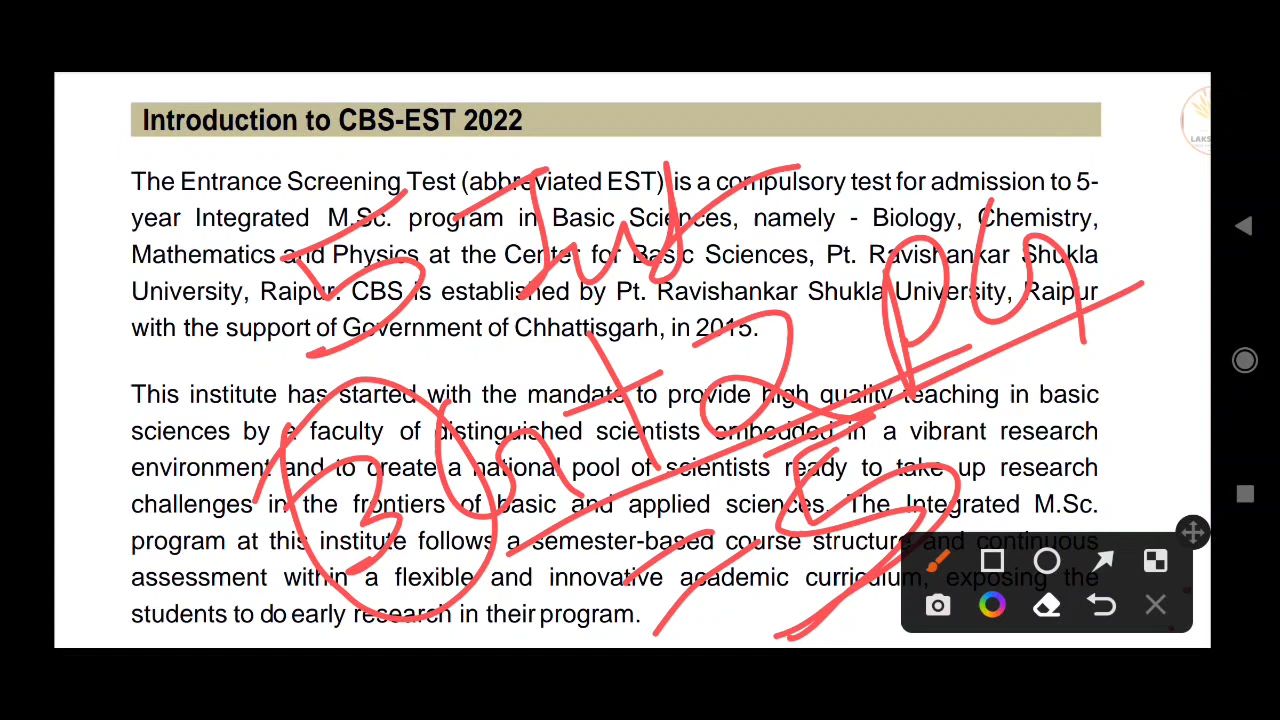 Introduction to CBS-EST 2022
The Entrance Screening Test (abbreviated EST), is a compulsory test for admission to 5-
year Integrated M.Sc. program in Basic Sciences, namely - Biology, Chemistry,
Mathematics and Physics at the Center for Basic Sciences, Pt. Ravishankar Shukla
University, Raipur. CBS is established by Pt. Ravishankar Shukla University, Raipur
with the support of Government of Chhattisgarh, in 2015.
This institute has started with the mandate to provide high quality teaching in basic
sciences by a faculty of distinguished scientists embedded in a vibrant research
environment and to create a national pool of scientists ready to take up research
challenges in the frontiers of basic and applied sciences. The Integrated M.Sc.
program at this institute follows a semester-based course structure and continuous
assessment within a flexible and innovative academic curriculum, exposing the
students to do early research in their program.
5
3
+2
PG
= 5